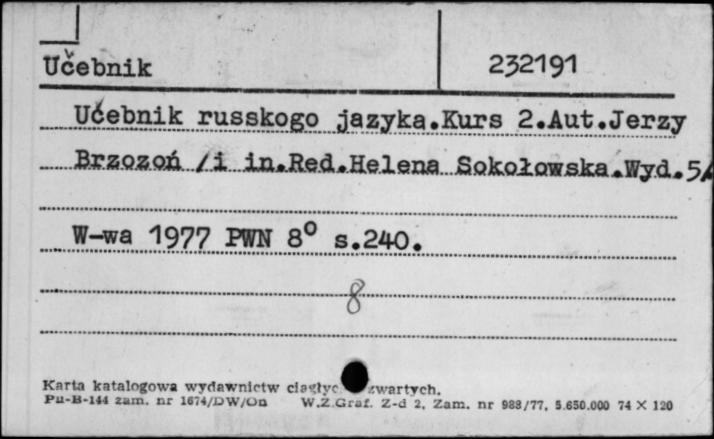 Učebnik 232191
Učebnik russkogo jazyka.Kurs 2.Aut.Jerzy
Brzozoń /i in.Red.Helena Sokołowska.Wyd.5/
W-wa 1977 PWN 8° s.240.
8
Karta katalogowa wydawnictw ciągłyc zwartych.
Pu-B-144 zam. nr 1674/DW/On W.Z.Graf. Z-d 2, Zam. nr 988/77, 5.650.000 74 × 120